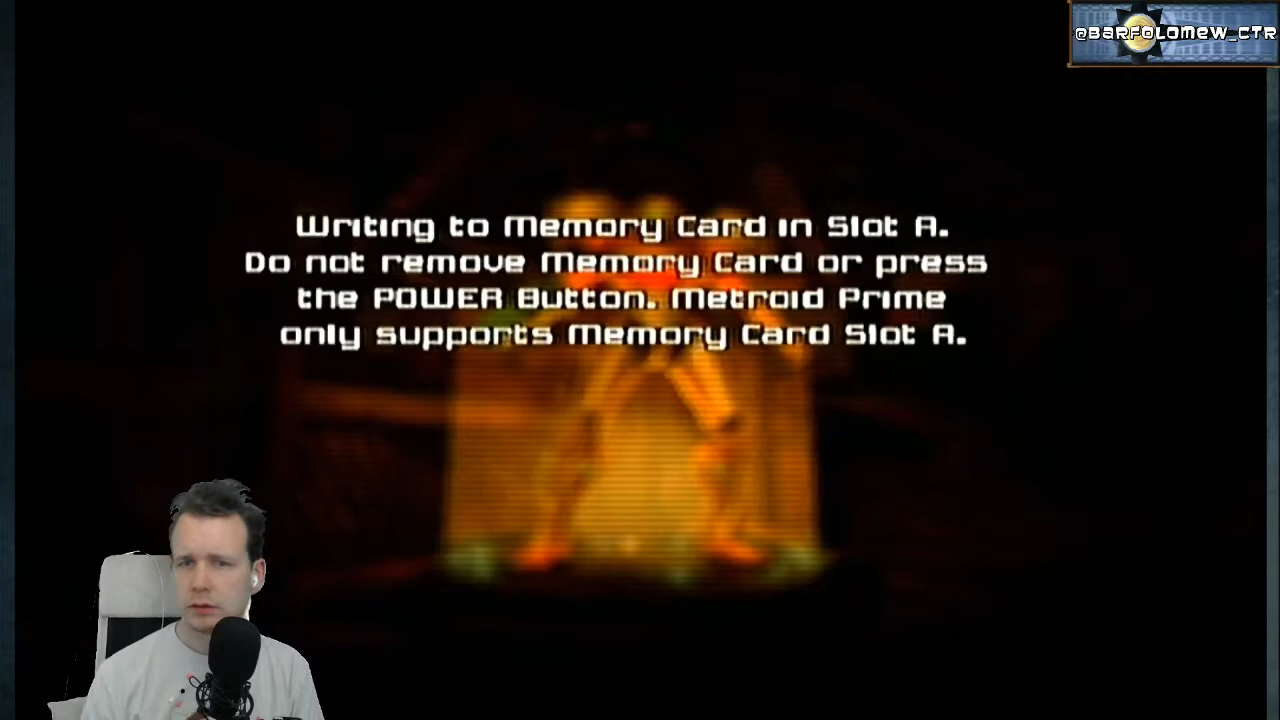 @BARFOLOMEW_CTR
Writing to Memory Card in Slot A.
Do not remove Memory Card or press
the POWER Button. Metroid Prime
only supports Memory Card Slot A.